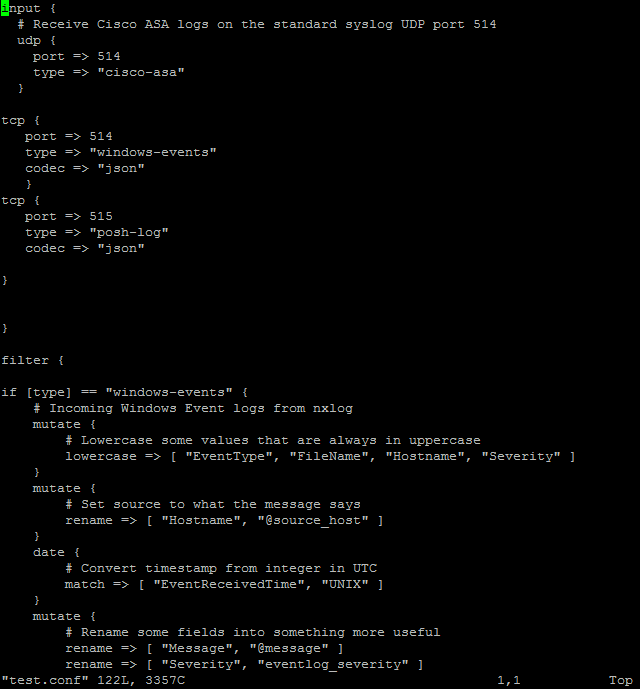 input {
  # Receive Cisco ASA logs on the standard syslog UDP port 514
  udp {
    port => 514
    type => "cisco-asa"
  }
tcp {
   port => 514
   type => "windows-events"
   codec => "json"
   }
tcp {
   port => 515
   type => "posh-log"
   codec => "json"
}
}
filter {
if [type] == "windows-events" {
    # Incoming Windows Event logs from nxlog
    mutate {
        # Lowercase some values that are always in uppercase
        lowercase => [ "EventType", "FileName", "Hostname", "Severity" ]
    }
    mutate {
        # Set source to what the message says
        rename => [ "Hostname", "@source_host" ]
    }
    date {
        # Convert timestamp from integer in UTC
        match => [ "EventReceivedTime", "UNIX" ]
    }
    mutate {
        # Rename some fields into something more useful
        rename => [ "Message", "@message" ]
        rename => [ "Severity", "eventlog_severity" ]
"test.conf" 122L, 3357C 1,1 Top